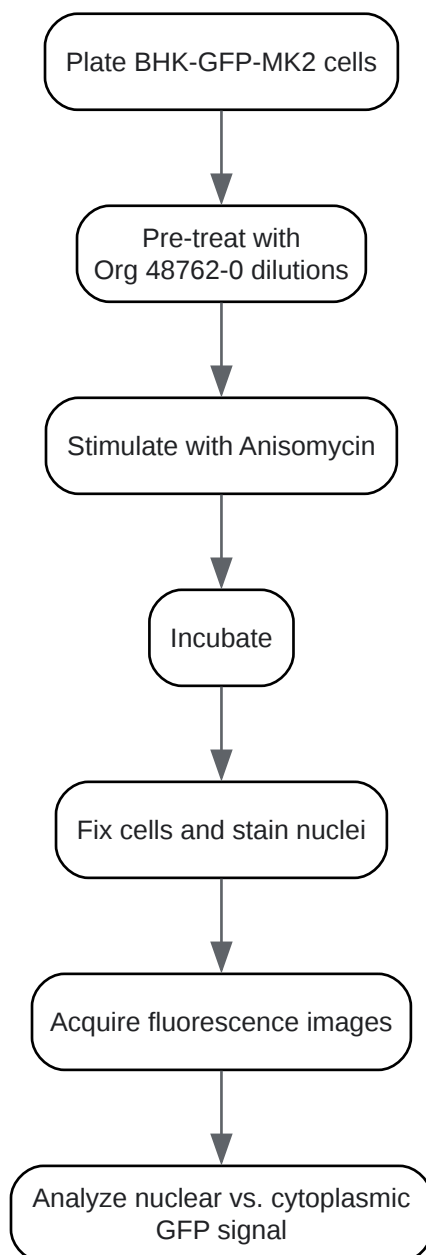 Plate BHK-GFP-MK2 cells
Pre-treat with
Org 48762-0 dilutions
Stimulate with Anisomycin
Incubate
Fix cells and stain nuclei
Acquire fluorescence images
Analyze nuclear vs. cytoplasmic
GFP signal